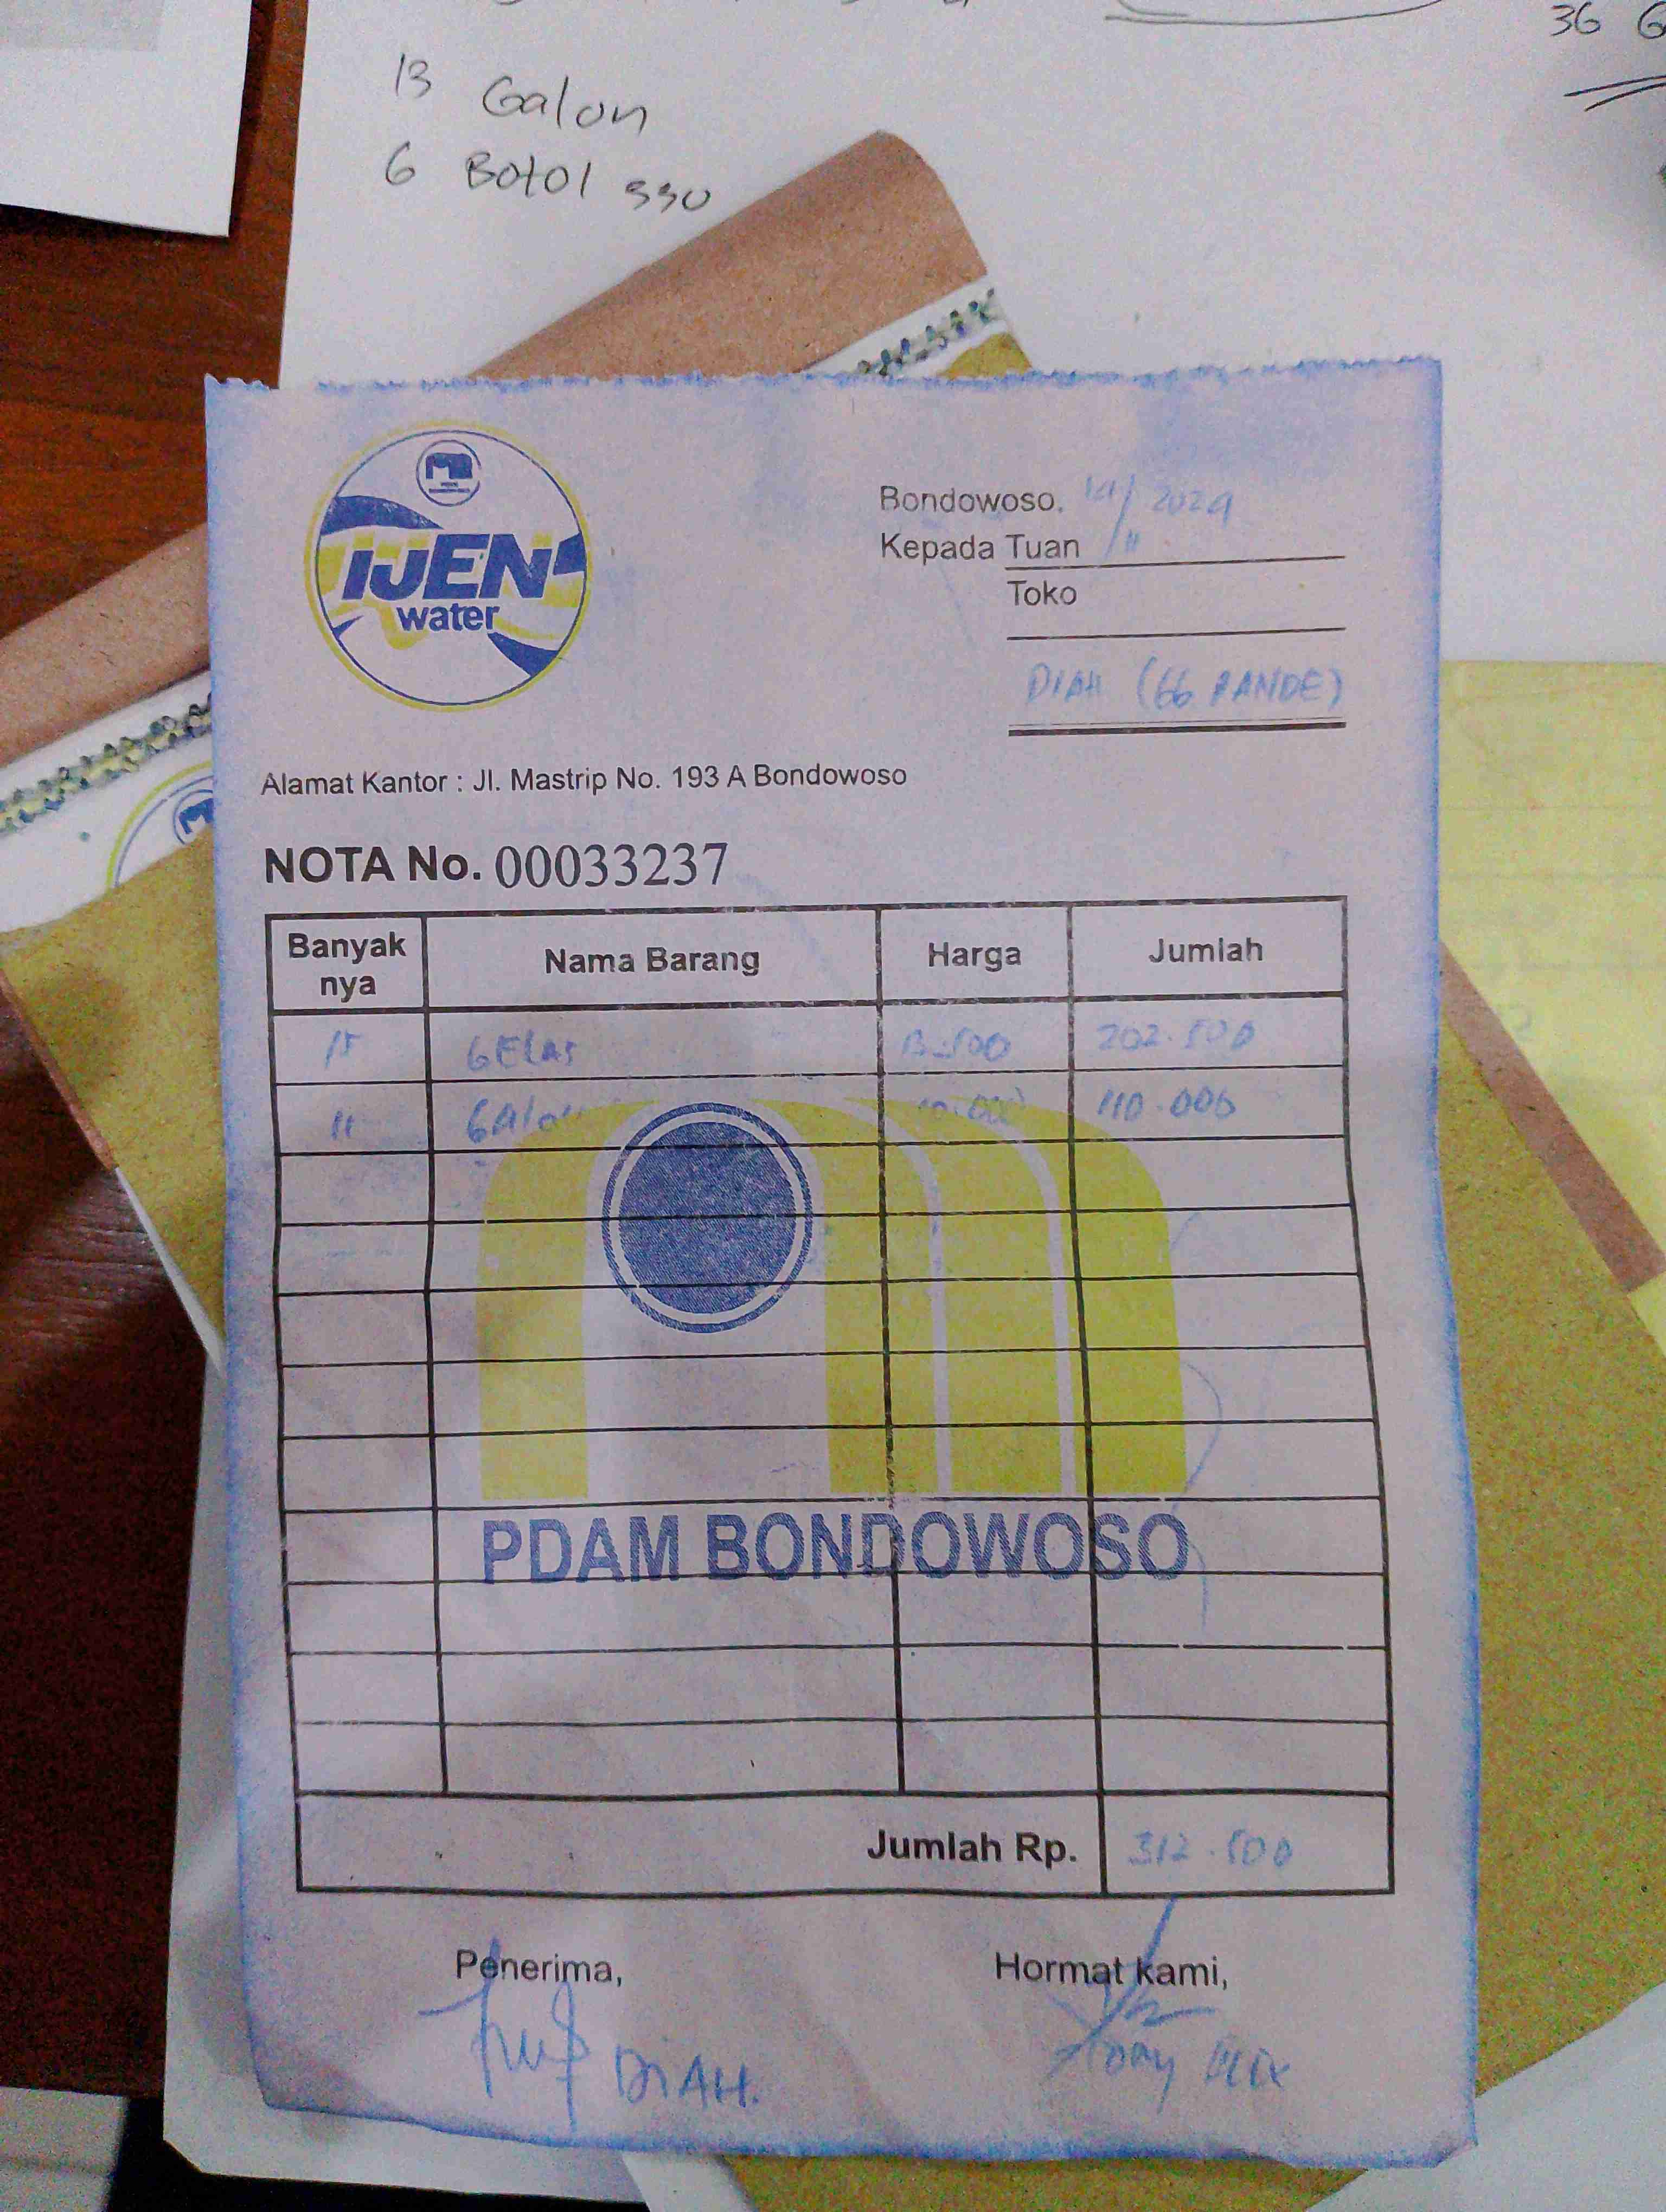 13 Galon
6 Botol 330
36 G
IJEN
water
Bondowoso, 14/11 2024
Kepada Tuan
Toko
DIAH (66 RANDE)
Alamat Kantor : Jl. Mastrip No. 193 A Bondowoso
NOTA No. 00033237
Banyak nya Nama Barang Harga Jumlah
15 GELAS 13.500 202.500
11 GALON 10.000 110.000
PDAM BONDOWOSO
Jumlah Rp. 312.500
Penerima, Hormat kami,
DIAH.